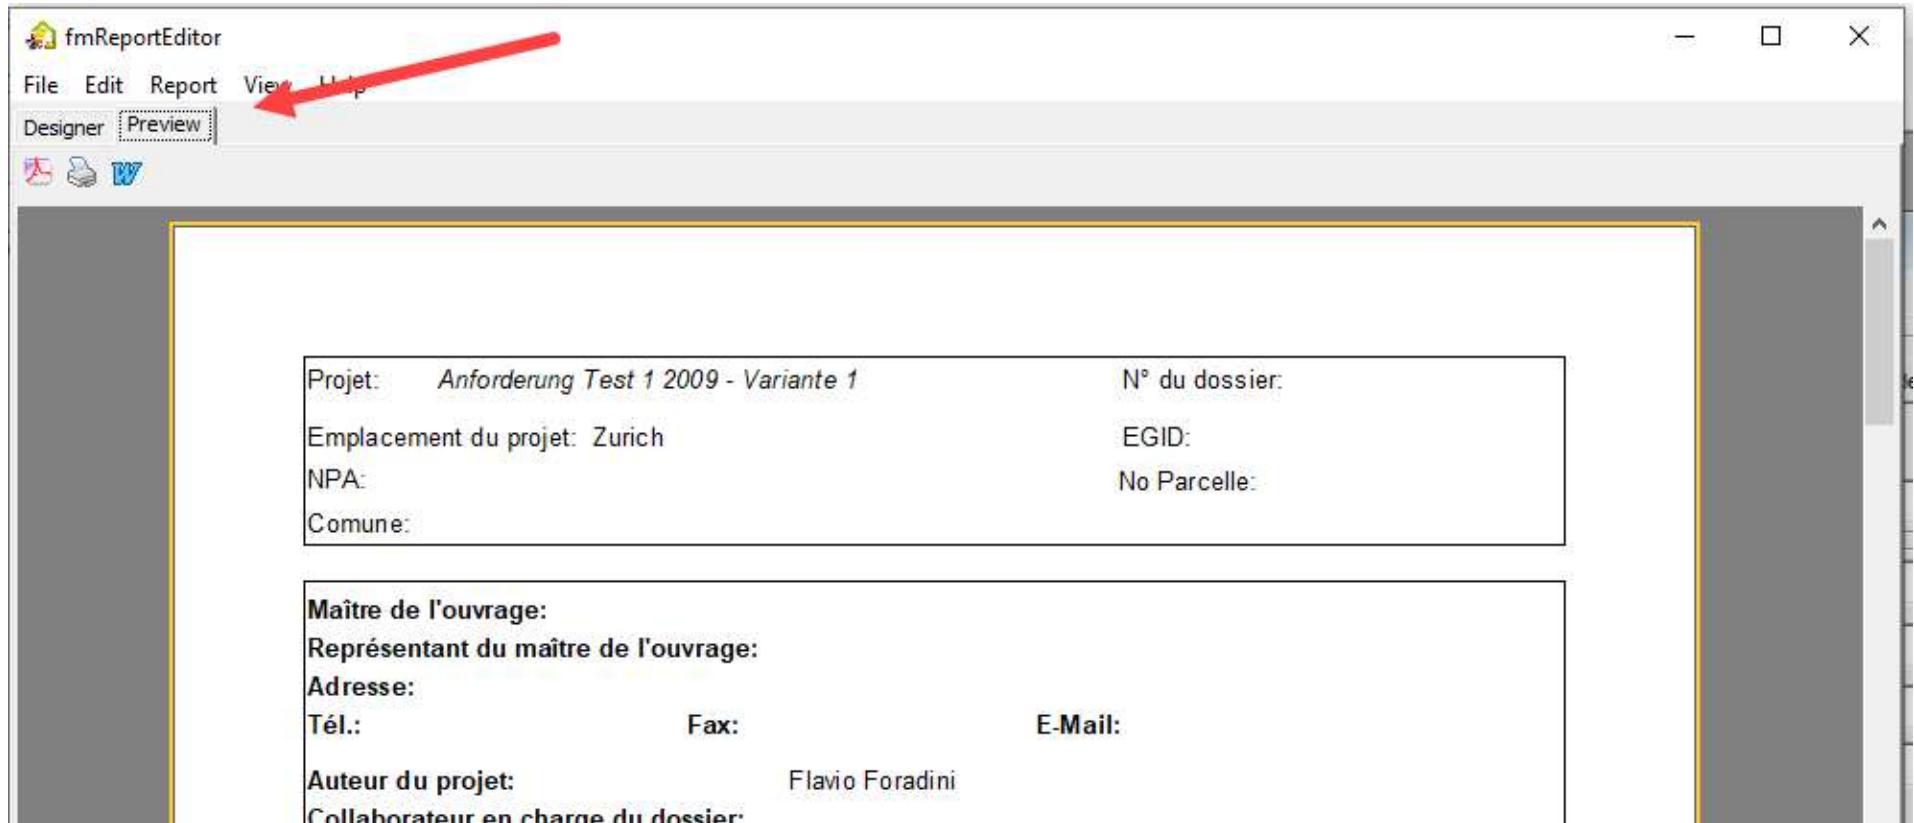 fmReportEditor
File Edit Report View Help
Designer Preview
Projet: Anforderung Test 1 2009 - Variante 1 N° du dossier:
Emplacement du projet: Zurich EGID:
NPA: No Parcelle:
Comune:
Maître de l'ouvrage:
Représentant du maître de l'ouvrage:
Adresse:
Tél.: Fax: E-Mail:
Auteur du projet: Flavio Foradini
Collaborateur en charge du dossier: